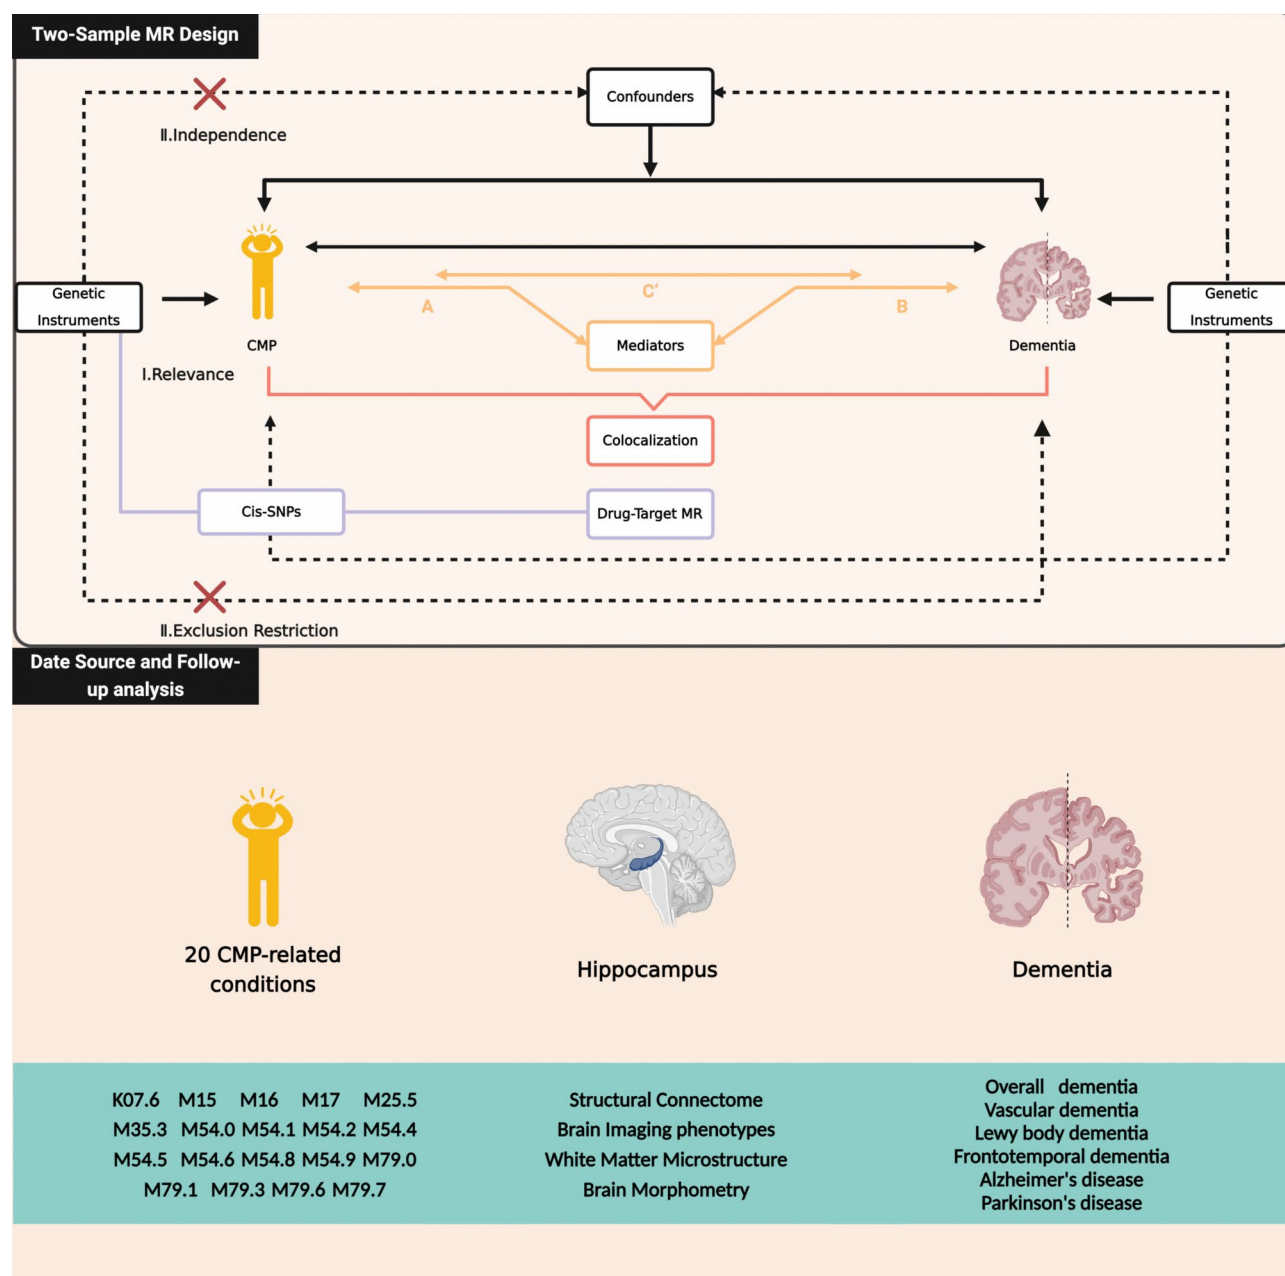 Two-Sample MR Design
Confounders
Ⅱ.Independence
Genetic
Instruments
C’
A
B
Mediators
Genetic
Instruments
CMP
Dementia
Ⅰ.Relevance
Colocalization
Cis-SNPs
Drug-Target MR
Ⅱ.Exclusion Restriction
Date Source and Follow-
up analysis
20 CMP-related
conditions
Hippocampus
Dementia
K07.6 M15 M16 M17 M25.5
M35.3 M54.0 M54.1 M54.2 M54.4
M54.5 M54.6 M54.8 M54.9 M79.0
M79.1 M79.3 M79.6 M79.7
Structural Connectome
Brain Imaging phenotypes
White Matter Microstructure
Brain Morphometry
Overall dementia
Vascular dementia
Lewy body dementia
Frontotemporal dementia
Alzheimer's disease
Parkinson's disease